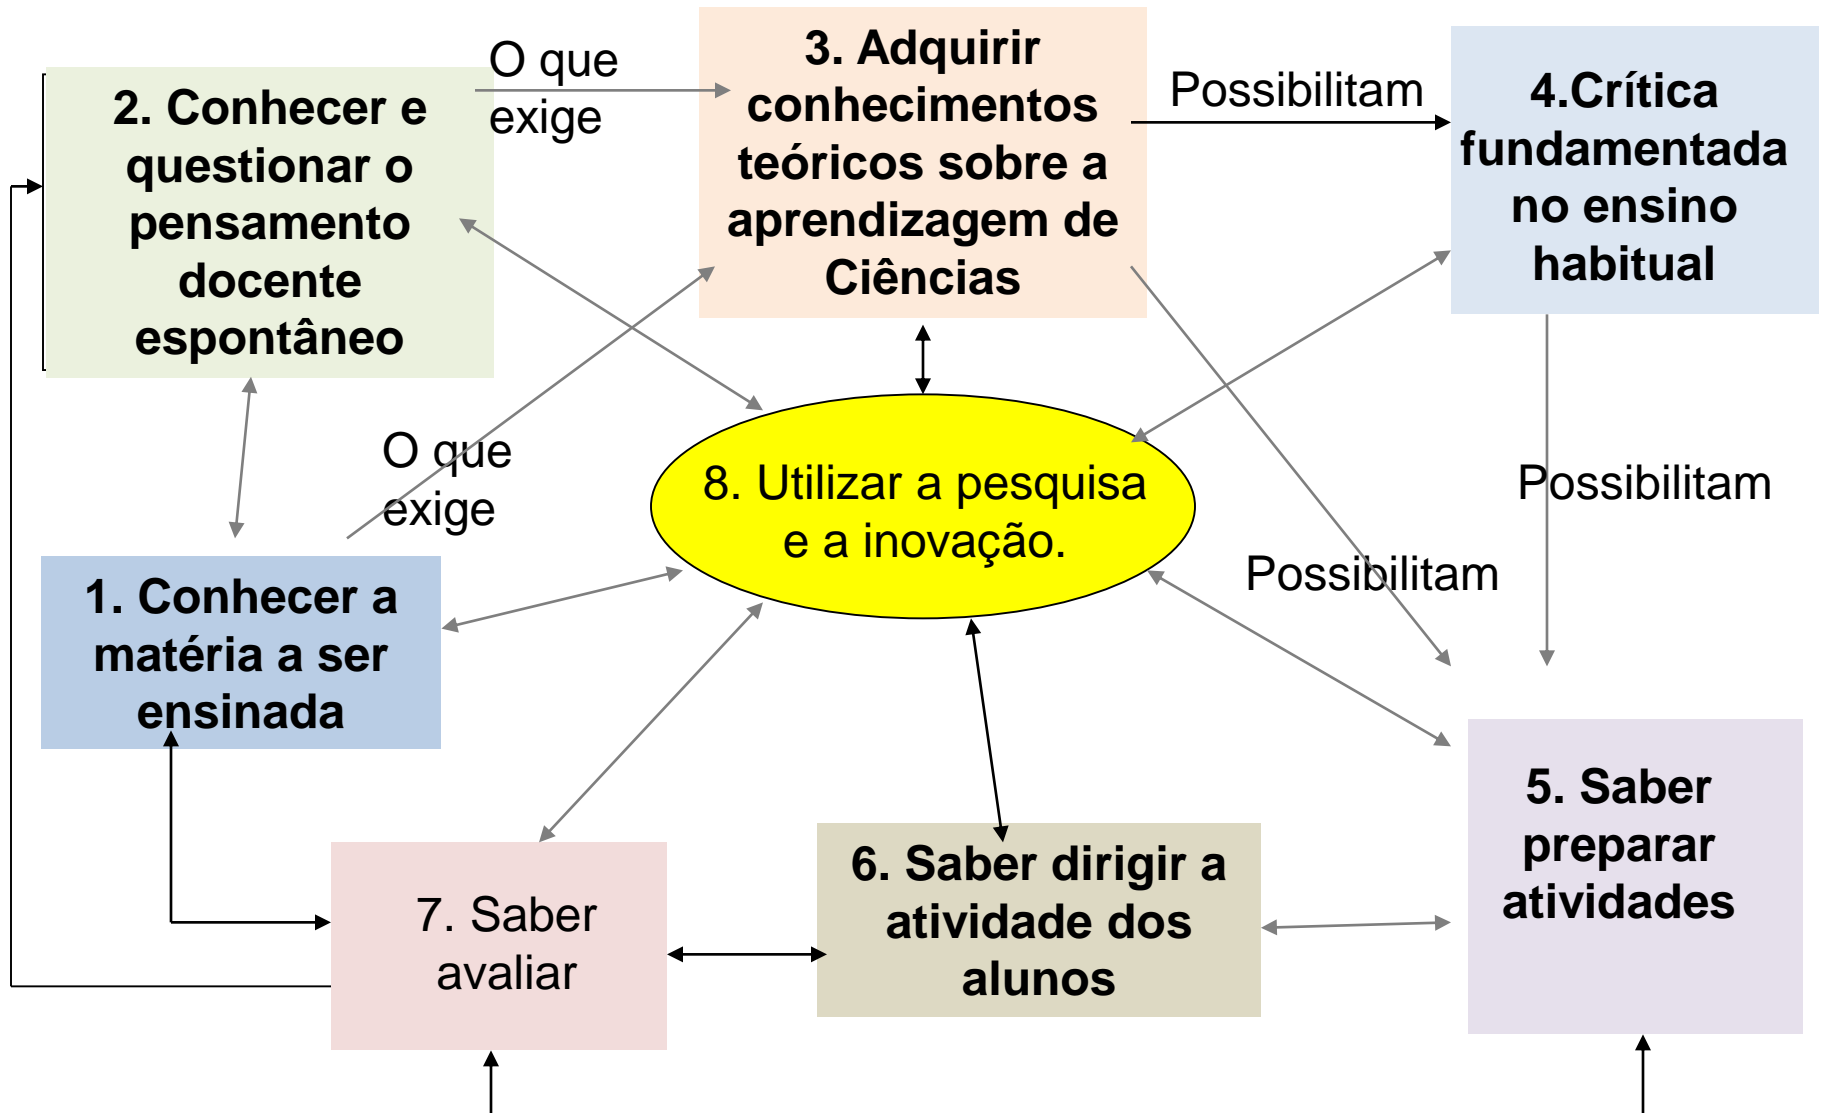 2. Conhecer e
questionar o
pensamento
docente
espontâneo
O que
exige
3. Adquirir
conhecimentos
teóricos sobre a
aprendizagem de
Ciências
Possibilitam
4.Crítica
fundamentada
no ensino
habitual
O que
exige
8. Utilizar a pesquisa
e a inovação.
Possibilitam
Possibilitam
1. Conhecer a
matéria a ser
ensinada
7. Saber
avaliar
6. Saber dirigir a
atividade dos
alunos
5. Saber
preparar
atividades